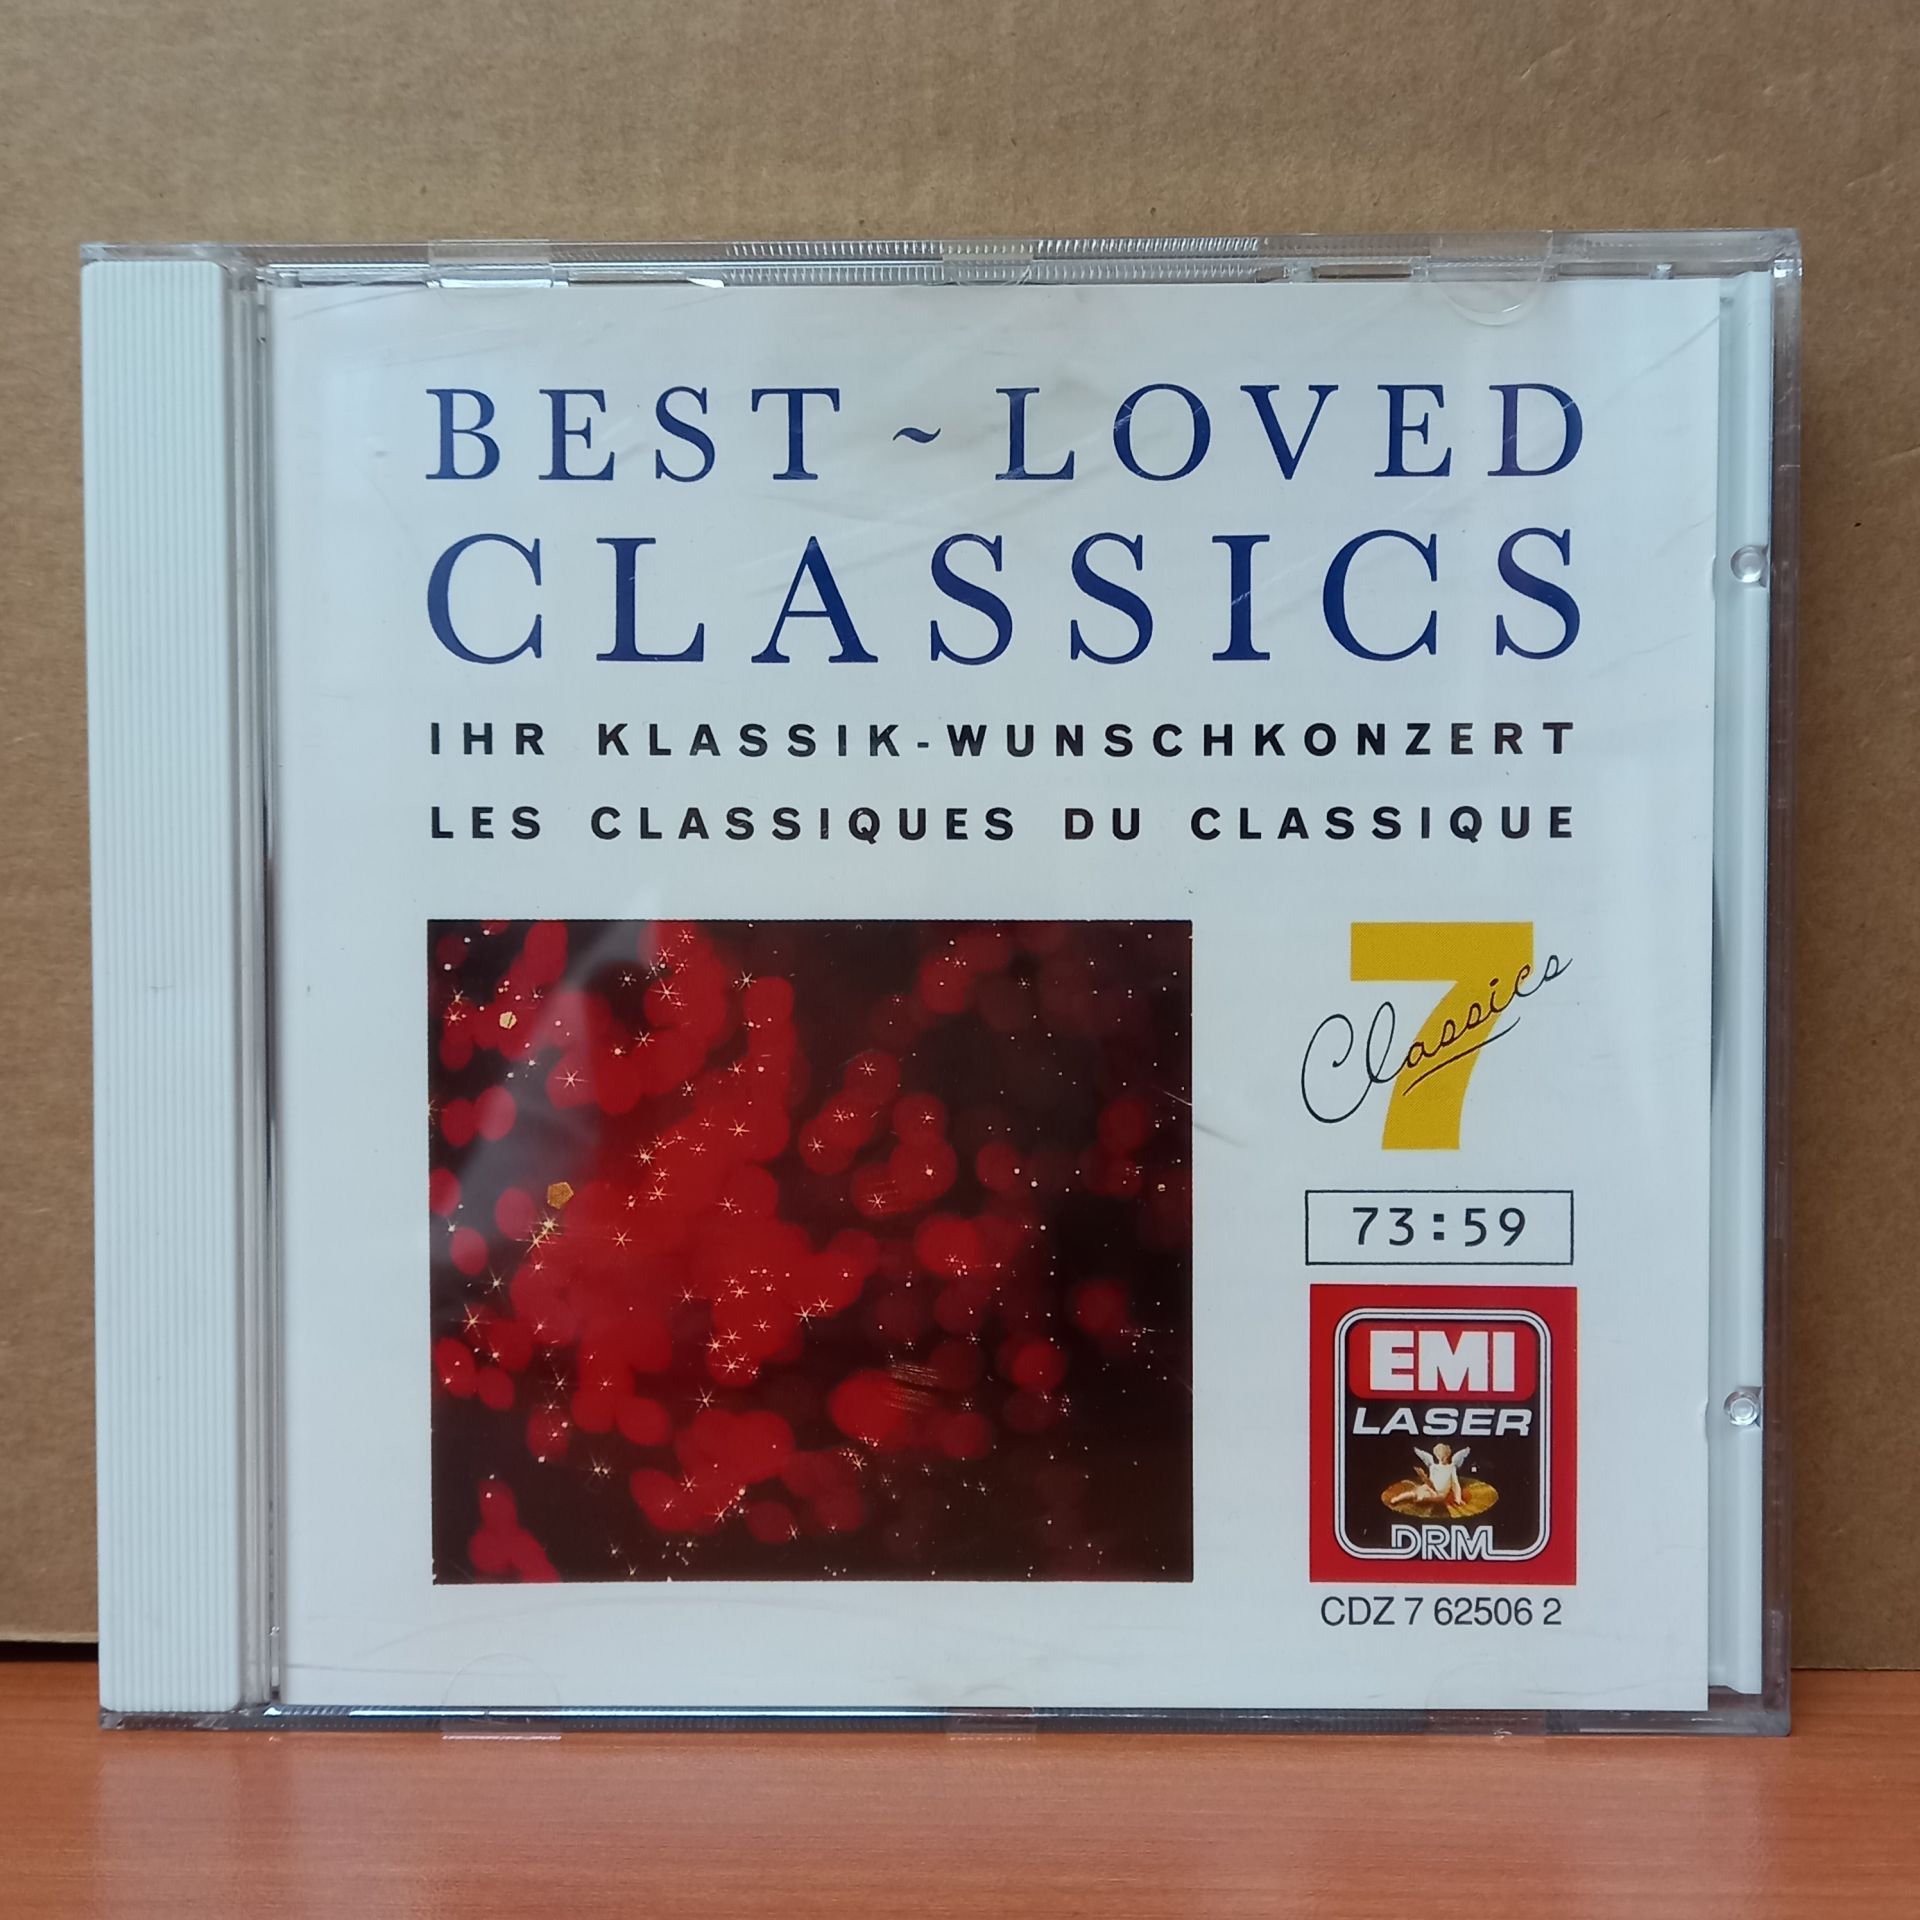 BEST ~ LOVED
CLASSICS
IHR KLASSIK-WUNSCHKONZERT
LES CLASSIQUES DU CLASSIQUE
7
Classics
73:59
EMI
LASER
DRM
CDZ 7 62506 2